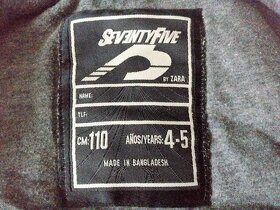 SEVENTYFIVE
BY ZARA
NAME:
TLF:
CM: 110 AÑOS/YEARS: 4-5
MADE IN BANGLADESH